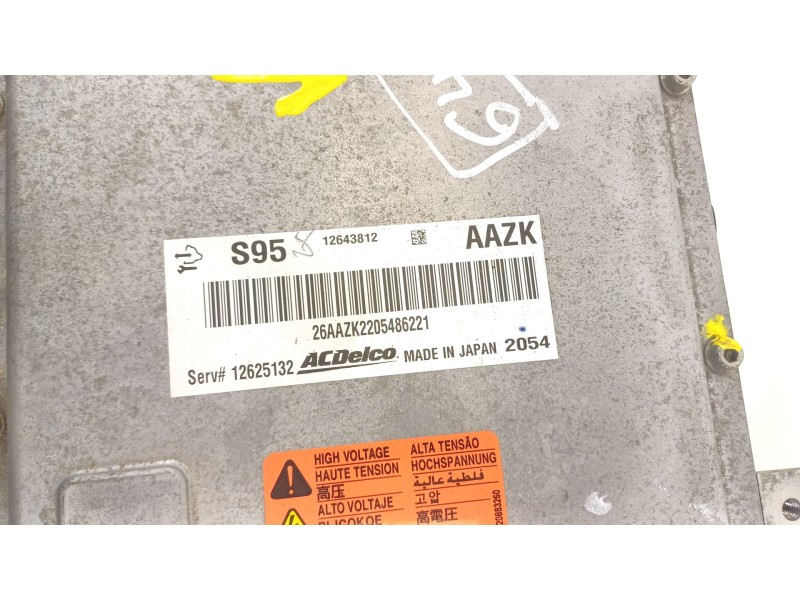 S95 12643812 AAZK
26AAZK2205486221
Serv# 12625132 ACDelco MADE IN JAPAN 2054
HIGH VOLTAGE
HAUTE TENSION
高压
ALTO VOLTAJE
ALTA TENSÃO
HOCHSPANNUNG
فلطية عالية
고압
高電圧
20883260